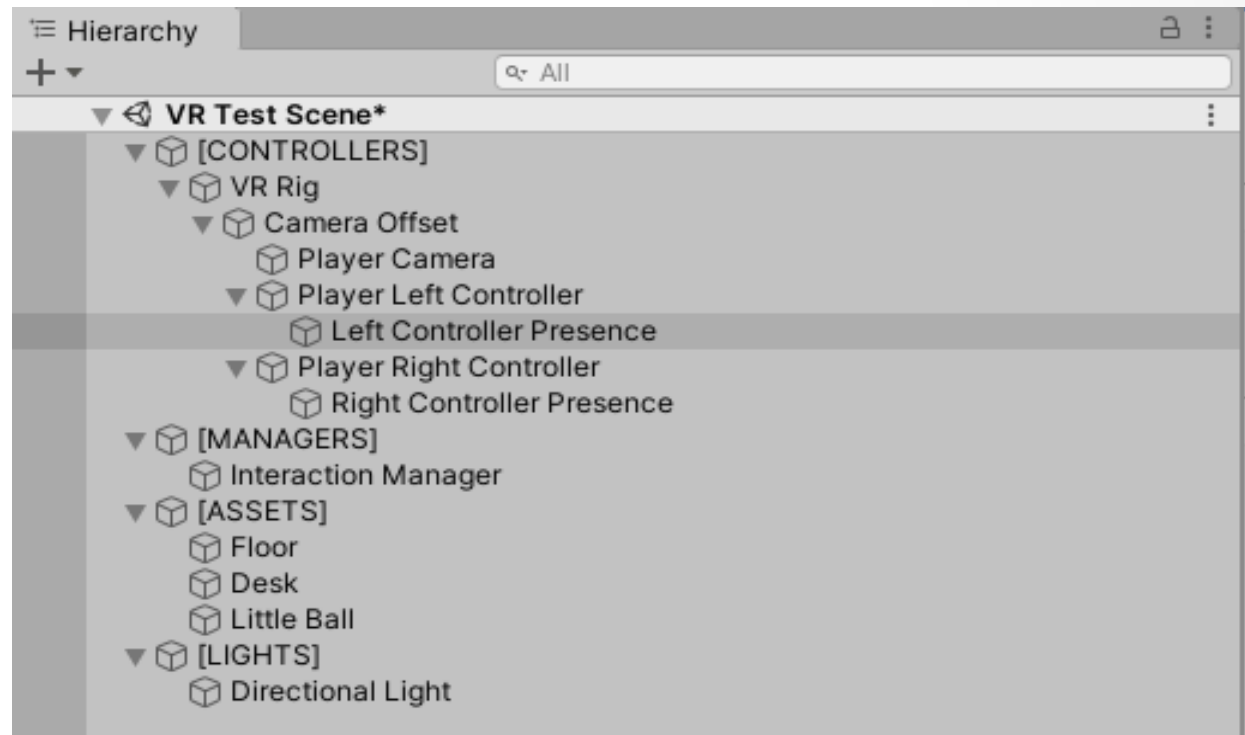 Hierarchy
All
VR Test Scene*
[CONTROLLERS]
VR Rig
Camera Offset
Player Camera
Player Left Controller
Left Controller Presence
Player Right Controller
Right Controller Presence
[MANAGERS]
Interaction Manager
[ASSETS]
Floor
Desk
Little Ball
[LIGHTS]
Directional Light